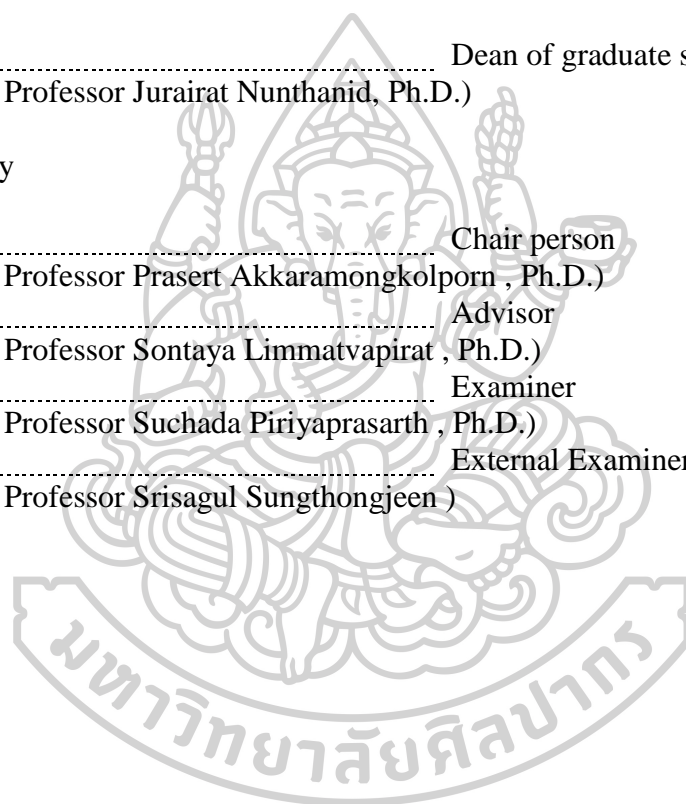 Dean of graduate s
Professor Jurairat Nunthanid, Ph.D.)
y
Chair person
Professor Prasert Akkaramongkolporn , Ph.D.)
Advisor
Professor Sontaya Limmatvapirat , Ph.D.)
Examiner
Professor Suchada Piriyaprasarth , Ph.D.)
External Examiner
Professor Srisagul Sungthongjeen )
มหาวิทยาลัยศิลปากร